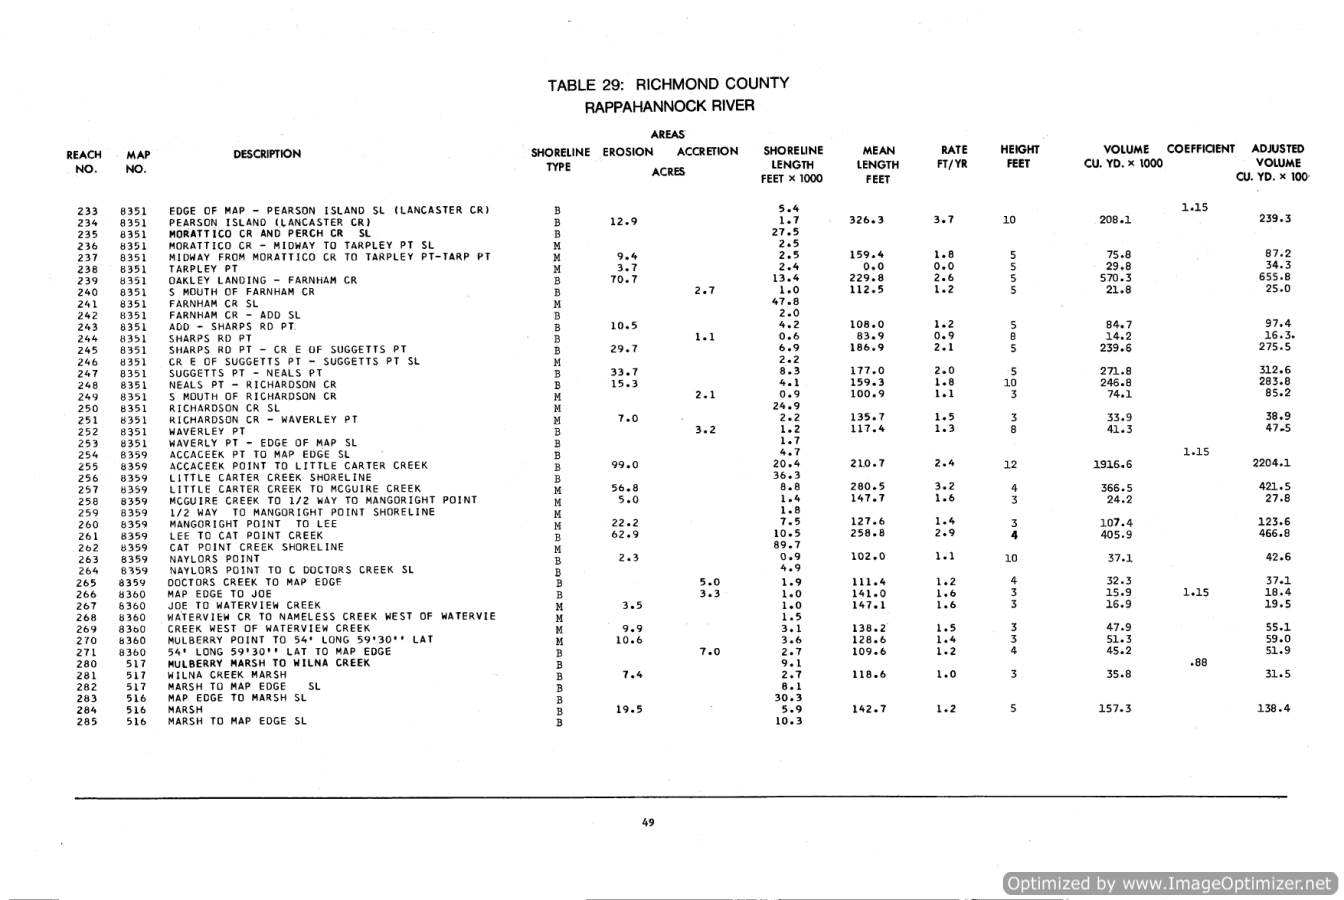 TABLE 29: RICHMOND COUNTY
RAPPAHANNOCK RIVER
AREAS
REACH MAP DESCRIPTION SHORELINE EROSION ACCRETION SHORELINE MEAN RATE HEIGHT VOLUME COEFFICIENT ADJUSTED
NO. NO. TYPE ACRES LENGTH LENGTH FT/YR FEET CU. YD. × 1000 VOLUME
FEET × 1000 FEET CU. YD. × 100
233 8351 EDGE OF MAP - PEARSON ISLAND SL (LANCASTER CR) B 5.4 1.15
234 8351 PEARSON ISLAND (LANCASTER CR) B 12.9 1.7 326.3 3.7 10 208.1 239.3
235 8351 MORATTICO CR AND PERCH CR SL B 27.5
236 8351 MORATTICO CR - MIDWAY TO TARPLEY PT SL M 2.5
237 8351 MIDWAY FROM MORATTICO CR TO TARPLEY PT-TARP PT M 9.4 2.5 159.4 1.8 5 75.8 87.2
238 8351 TARPLEY PT M 3.7 2.4 0.0 0.0 5 29.8 34.3
239 8351 OAKLEY LANDING - FARNHAM CR B 70.7 13.4 229.8 2.6 5 570.3 655.8
240 8351 S MOUTH OF FARNHAM CR B 2.7 1.0 112.5 1.2 5 21.8 25.0
241 8351 FARNHAM CR SL M 47.8
242 8351 FARNHAM CR - ADD SL B 2.0
243 8351 ADD - SHARPS RD PT. B 10.5 4.2 108.0 1.2 5 84.7 97.4
244 8351 SHARPS RD PT B 1.1 0.6 83.9 0.9 8 14.2 16.3.
245 8351 SHARPS RD PT - CR E OF SUGGETTS PT B 29.7 6.9 186.9 2.1 5 239.6 275.5
246 8351 CR E OF SUGGETTS PT - SUGGETTS PT SL M 2.2
247 8351 SUGGETTS PT - NEALS PT B 33.7 8.3 177.0 2.0 5 271.8 312.6
248 8351 NEALS PT - RICHARDSON CR B 15.3 4.1 159.3 1.8 10 246.8 283.8
249 8351 S MOUTH OF RICHARDSON CR M 2.1 0.9 100.9 1.1 3 74.1 85.2
250 8351 RICHARDSON CR SL M 24.9
251 8351 RICHARDSON CR - WAVERLEY PT M 7.0 2.2 135.7 1.5 3 33.9 38.9
252 8351 WAVERLEY PT B 3.2 1.2 117.4 1.3 8 41.3 47.5
253 8351 WAVERLY PT - EDGE OF MAP SL B 1.7
254 8359 ACCACEEK PT TO MAP EDGE SL B 4.7 1.15
255 8359 ACCACEEK POINT TO LITTLE CARTER CREEK B 99.0 20.4 210.7 2.4 12 1916.6 2204.1
256 8359 LITTLE CARTER CREEK SHORELINE B 36.3
257 8359 LITTLE CARTER CREEK TO MCGUIRE CREEK M 56.8 8.8 280.5 3.2 4 366.5 421.5
258 8359 MCGUIRE CREEK TO 1/2 WAY TO MANGORIGHT POINT M 5.0 1.4 147.7 1.6 3 24.2 27.8
259 8359 1/2 WAY TO MANGORIGHT POINT SHORELINE M 1.8
260 8359 MANGORIGHT POINT TO LEE M 22.2 7.5 127.6 1.4 3 107.4 123.6
261 8359 LEE TO CAT POINT CREEK B 62.9 10.5 258.8 2.9 4 405.9 466.8
262 8359 CAT POINT CREEK SHORELINE M 89.7
263 8359 NAYLORS POINT B 2.3 0.9 102.0 1.1 10 37.1 42.6
264 8359 NAYLORS POINT TO C DOCTORS CREEK SL B 4.9
265 8359 DOCTORS CREEK TO MAP EDGE B 5.0 1.9 111.4 1.2 4 32.3 37.1
266 8360 MAP EDGE TO JOE B 3.3 1.0 141.0 1.6 3 15.9 1.15 18.4
267 8360 JOE TO WATERVIEW CREEK M 3.5 1.0 147.1 1.6 3 16.9 19.5
268 8360 WATERVIEW CR TO NAMELESS CREEK WEST OF WATERVIE M 1.5
269 8360 CREEK WEST OF WATERVIEW CREEK M 9.9 3.1 138.2 1.5 3 47.9 55.1
270 8360 MULBERRY POINT TO 54' LONG 59'30'' LAT M 10.6 3.6 128.6 1.4 3 51.3 59.0
271 8360 54' LONG 59'30'' LAT TO MAP EDGE B 7.0 2.7 109.6 1.2 4 45.2 51.9
280 517 MULBERRY MARSH TO WILNA CREEK B 9.1 .88
281 517 WILNA CREEK MARSH B 7.4 2.7 118.6 1.0 3 35.8 31.5
282 517 MARSH TO MAP EDGE SL B 8.1
283 516 MAP EDGE TO MARSH SL B 30.3
284 516 MARSH B 19.5 5.9 142.7 1.2 5 157.3 138.4
285 516 MARSH TO MAP EDGE SL B 10.3
49
Optimized by www.ImageOptimizer.net